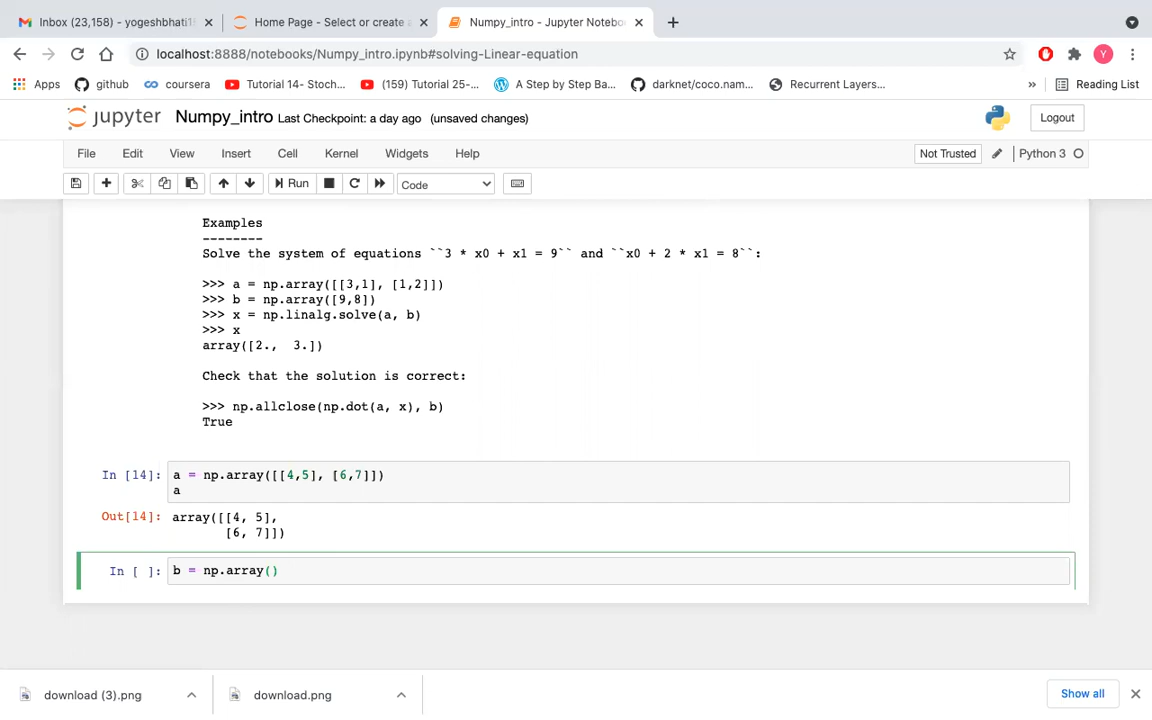 Inbox (23,158) - yogeshbhati1
Home Page - Select or create a
Numpy_intro - Jupyter Notebo
localhost:8888/notebooks/Numpy_intro.ipynb#solving-Linear-equation
Y
Apps github coursera Tutorial 14- Stoch... (159) Tutorial 25-... A Step by Step Ba... darknet/coco.nam... Recurrent Layers... » Reading List
jupyter Numpy_intro Last Checkpoint: a day ago (unsaved changes) Logout
File Edit View Insert Cell Kernel Widgets Help Not Trusted Python 3
Run Code
Examples
--------
Solve the system of equations ``3 * x0 + x1 = 9`` and ``x0 + 2 * x1 = 8``:
>>> a = np.array([[3,1], [1,2]])
>>> b = np.array([9,8])
>>> x = np.linalg.solve(a, b)
>>> x
array([2.,  3.])
Check that the solution is correct:
>>> np.allclose(np.dot(a, x), b)
True
In [14]: a = np.array([[4,5], [6,7]])
a
Out[14]: array([[4, 5],
[6, 7]])
In [ ]: b = np.array()
download (3).png download.png Show all